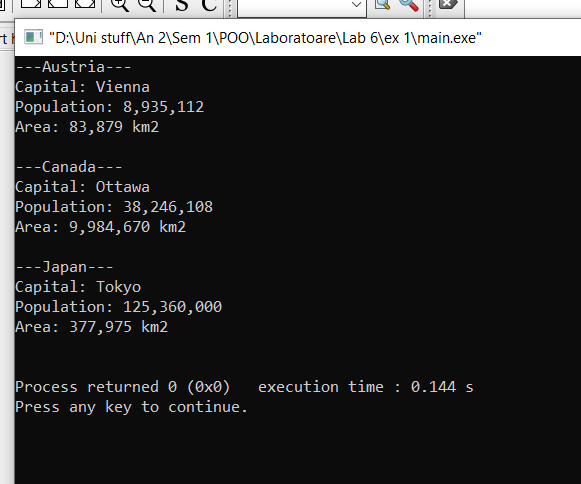 S C
"D:\Uni stuff\An 2\Sem 1\POO\Laboratoare\Lab 6\ex 1\main.exe"
---Austria---
Capital: Vienna
Population: 8,935,112
Area: 83,879 km2
---Canada---
Capital: Ottawa
Population: 38,246,108
Area: 9,984,670 km2
---Japan---
Capital: Tokyo
Population: 125,360,000
Area: 377,975 km2
Process returned 0 (0x0)   execution time : 0.144 s
Press any key to continue.